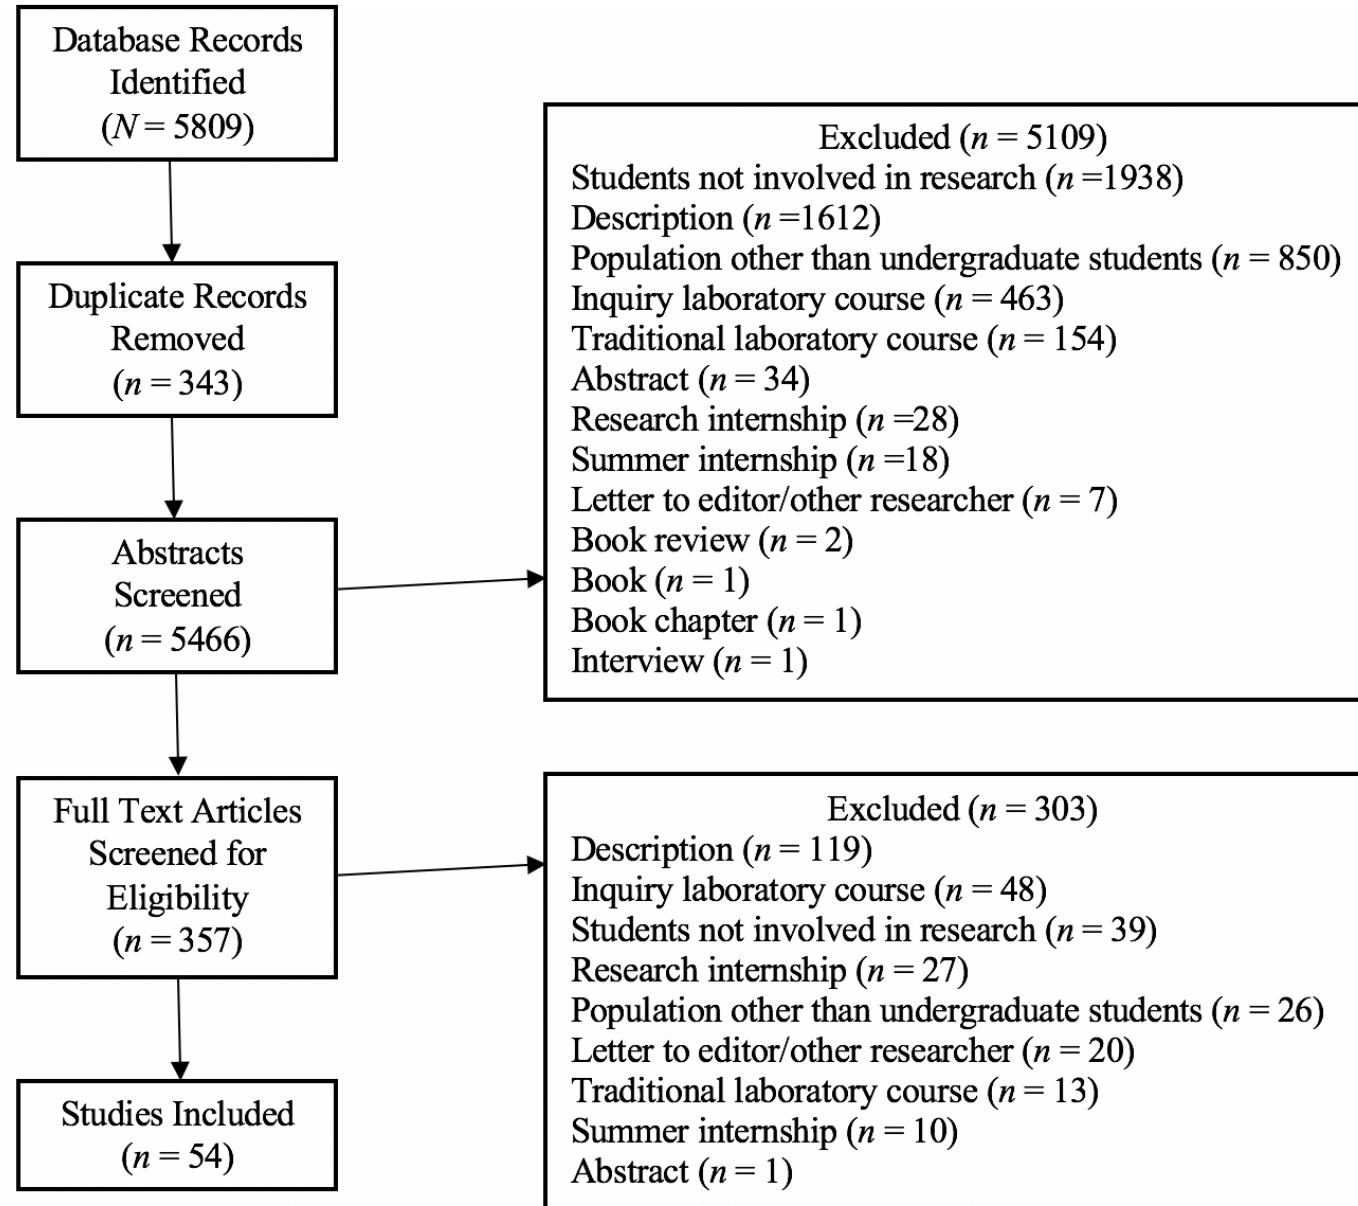 Database Records
Identified
(N = 5809)
Duplicate Records
Removed
(n = 343)
Abstracts
Screened
(n = 5466)
Excluded (n = 5109)
Students not involved in research (n =1938)
Description (n =1612)
Population other than undergraduate students (n = 850)
Inquiry laboratory course (n = 463)
Traditional laboratory course (n = 154)
Abstract (n = 34)
Research internship (n =28)
Summer internship (n =18)
Letter to editor/other researcher (n = 7)
Book review (n = 2)
Book (n = 1)
Book chapter (n = 1)
Interview (n = 1)
Full Text Articles
Screened for
Eligibility
(n = 357)
Excluded (n = 303)
Description (n = 119)
Inquiry laboratory course (n = 48)
Students not involved in research (n = 39)
Research internship (n = 27)
Population other than undergraduate students (n = 26)
Letter to editor/other researcher (n = 20)
Traditional laboratory course (n = 13)
Summer internship (n = 10)
Abstract (n = 1)
Studies Included
(n = 54)